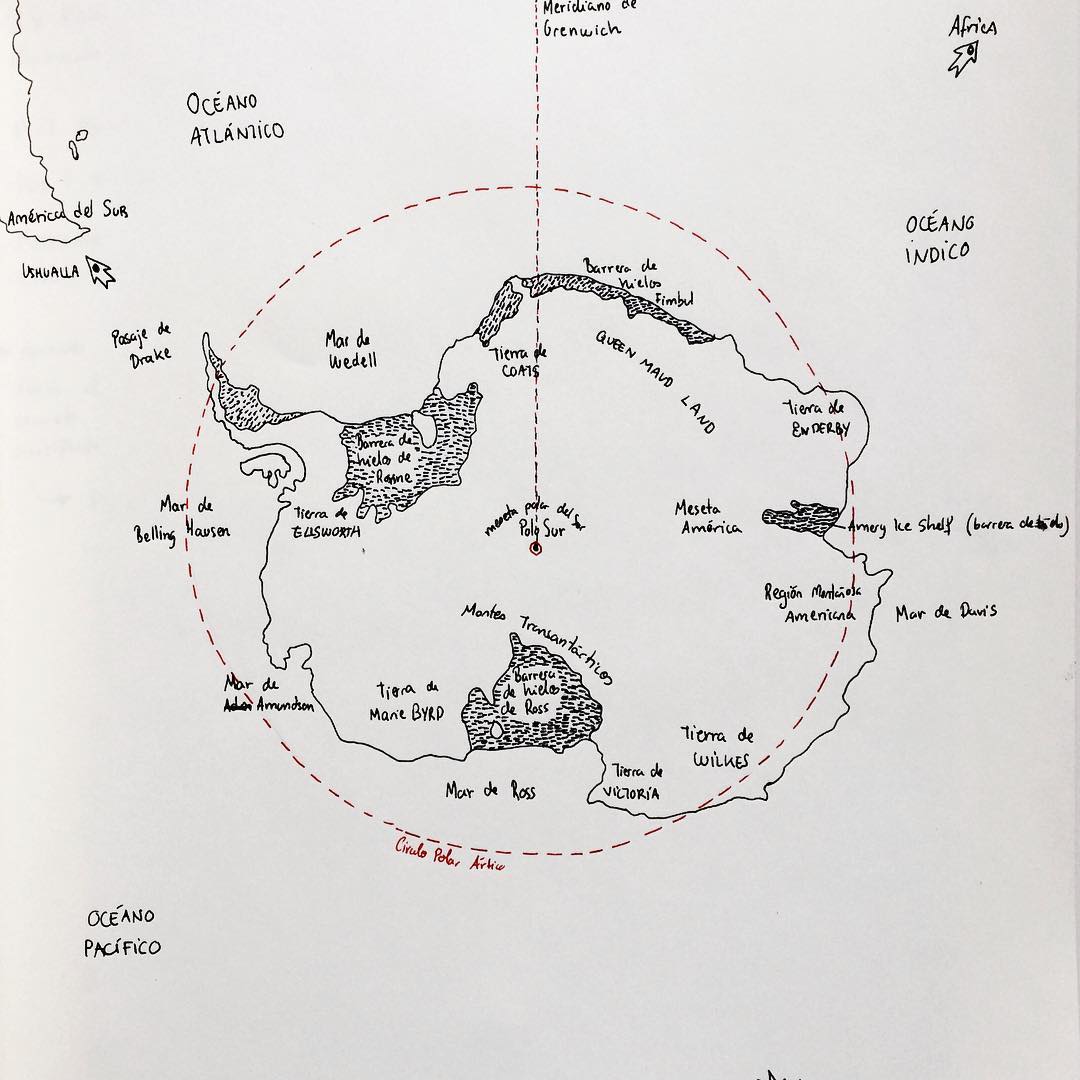 Meridiano de
Grenwich
Africa
OCÉANO
ATLÁNTICO
América del Sur
OCÉANO
ÍNDICO
USHUALLA
Barrera de
hielos
Fimbul
Pasaje de
Drake
Mar de
Wedell
Tierra de
COATS
QUEEN MAUD LAND
Tierra de
ENDERBY
Barrera de
hielos de
Ronne
Mar de
Belling Hausen
Tierra de
ELLSWORTH
meseta polar del Sur
Polo Sur
Meseta
América
Amery Ice Shelf (barrera de
Región Montañosa
Americana
Mar de Davis
Montes Transantárticos
Barrera
de hielos
de Ross
Mar de
Amundson
Tierra de
Marie BYRD
Tierra de
WILKES
Tierra de
VICTORIA
Mar de Ross
Circulo Polar Ártico
OCÉANO
PACÍFICO